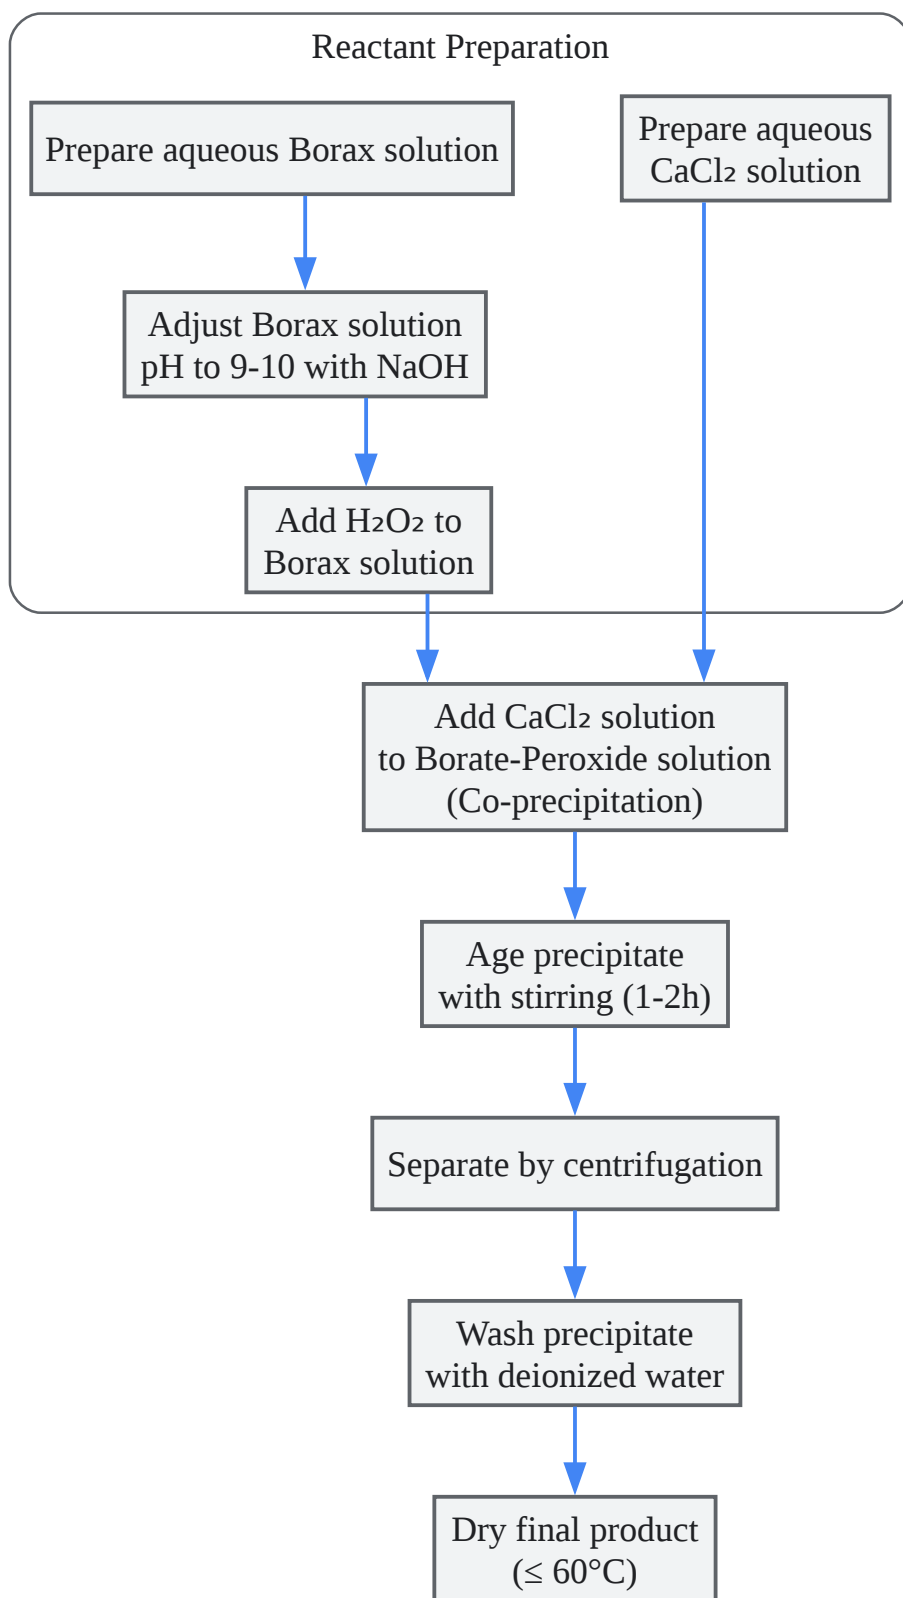 Reactant Preparation
Prepare aqueous Borax solution
Prepare aqueous
CaCl₂ solution
Adjust Borax solution
pH to 9-10 with NaOH
Add H₂O₂ to
Borax solution
Add CaCl₂ solution
to Borate-Peroxide solution
(Co-precipitation)
Age precipitate
with stirring (1-2h)
Separate by centrifugation
Wash precipitate
with deionized water
Dry final product
(≤ 60°C)